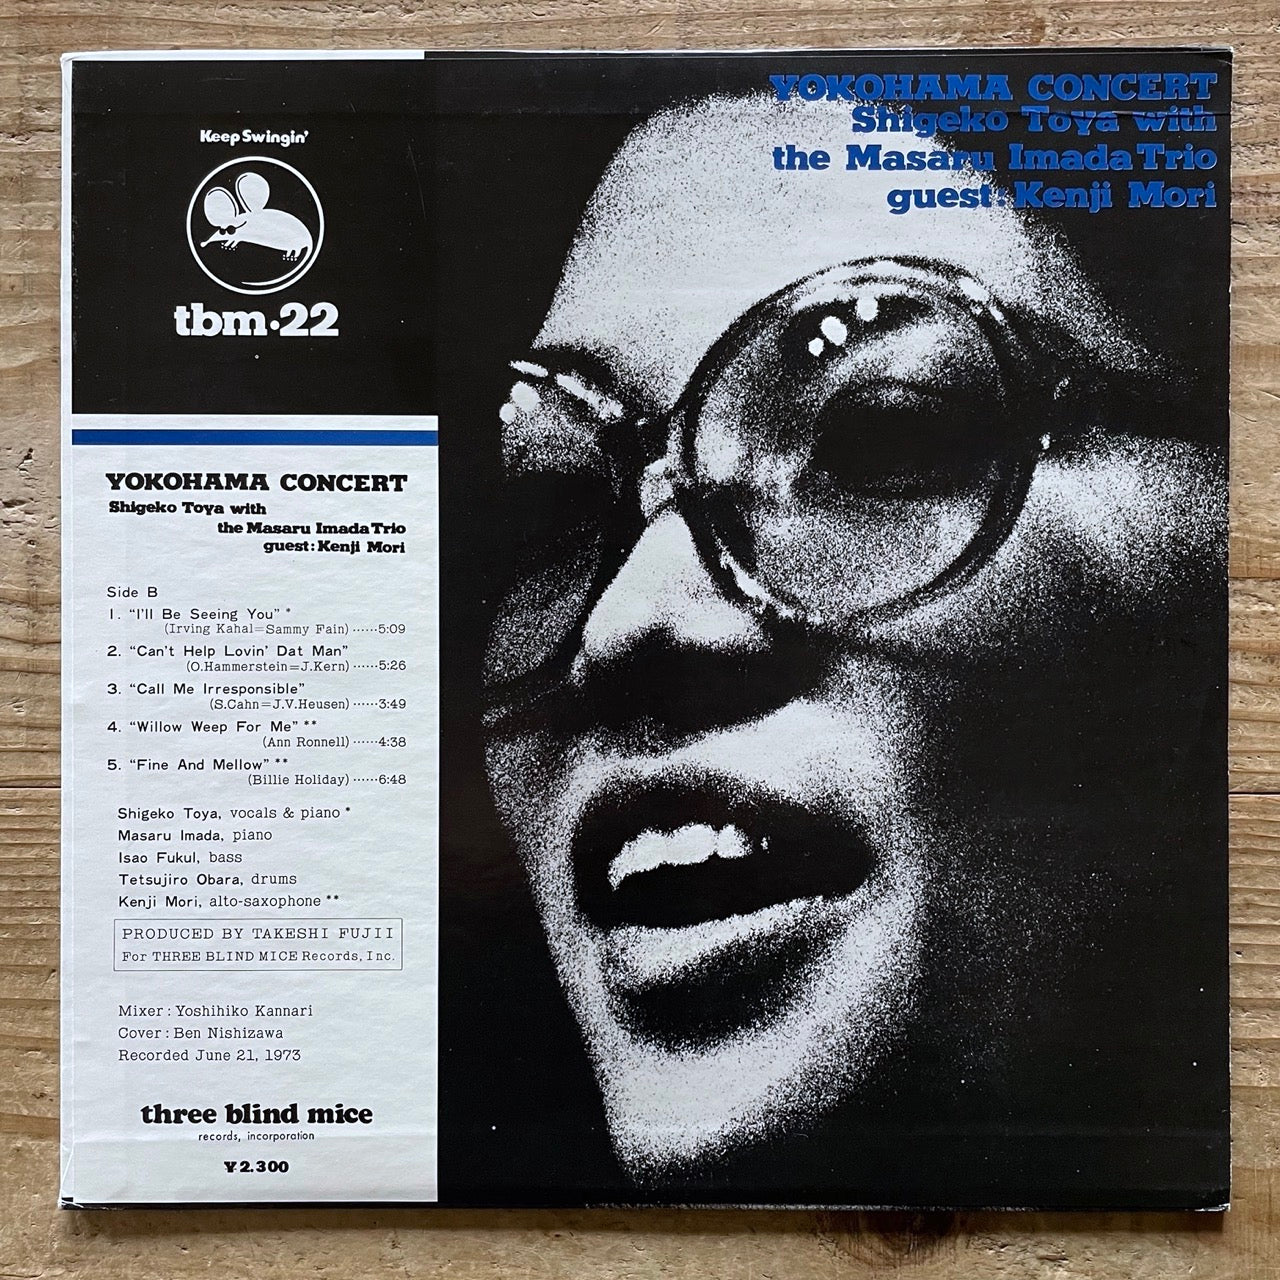 Keep Swingin'
tbm•22
YOKOHAMA CONCERT
Shigeko Toya with
the Masaru Imada Trio
guest: Kenji Mori
YOKOHAMA CONCERT
Shigeko Toya with
the Masaru Imada Trio
guest: Kenji Mori
Side B
1. "I'll Be Seeing You" *
(Irving Kahal=Sammy Fain) ······5:09
2. "Can't Help Lovin' Dat Man"
(O.Hammerstein=J.Kern) ······5:26
3. "Call Me Irresponsible"
(S.Cahn=J.V.Heusen) ······3:49
4. "Willow Weep For Me" **
(Ann Ronnell) ······4:38
5. "Fine And Mellow" **
(Billie Holiday) ······6:48
Shigeko Toya, vocals & piano *
Masaru Imada, piano
Isao Fukul, bass
Tetsujiro Obara, drums
Kenji Mori, alto-saxophone **
PRODUCED BY TAKESHI FUJII
For THREE BLIND MICE Records, Inc.
Mixer : Yoshihiko Kannari
Cover : Ben Nishizawa
Recorded June 21, 1973
three blind mice
records, incorporation
¥2.300